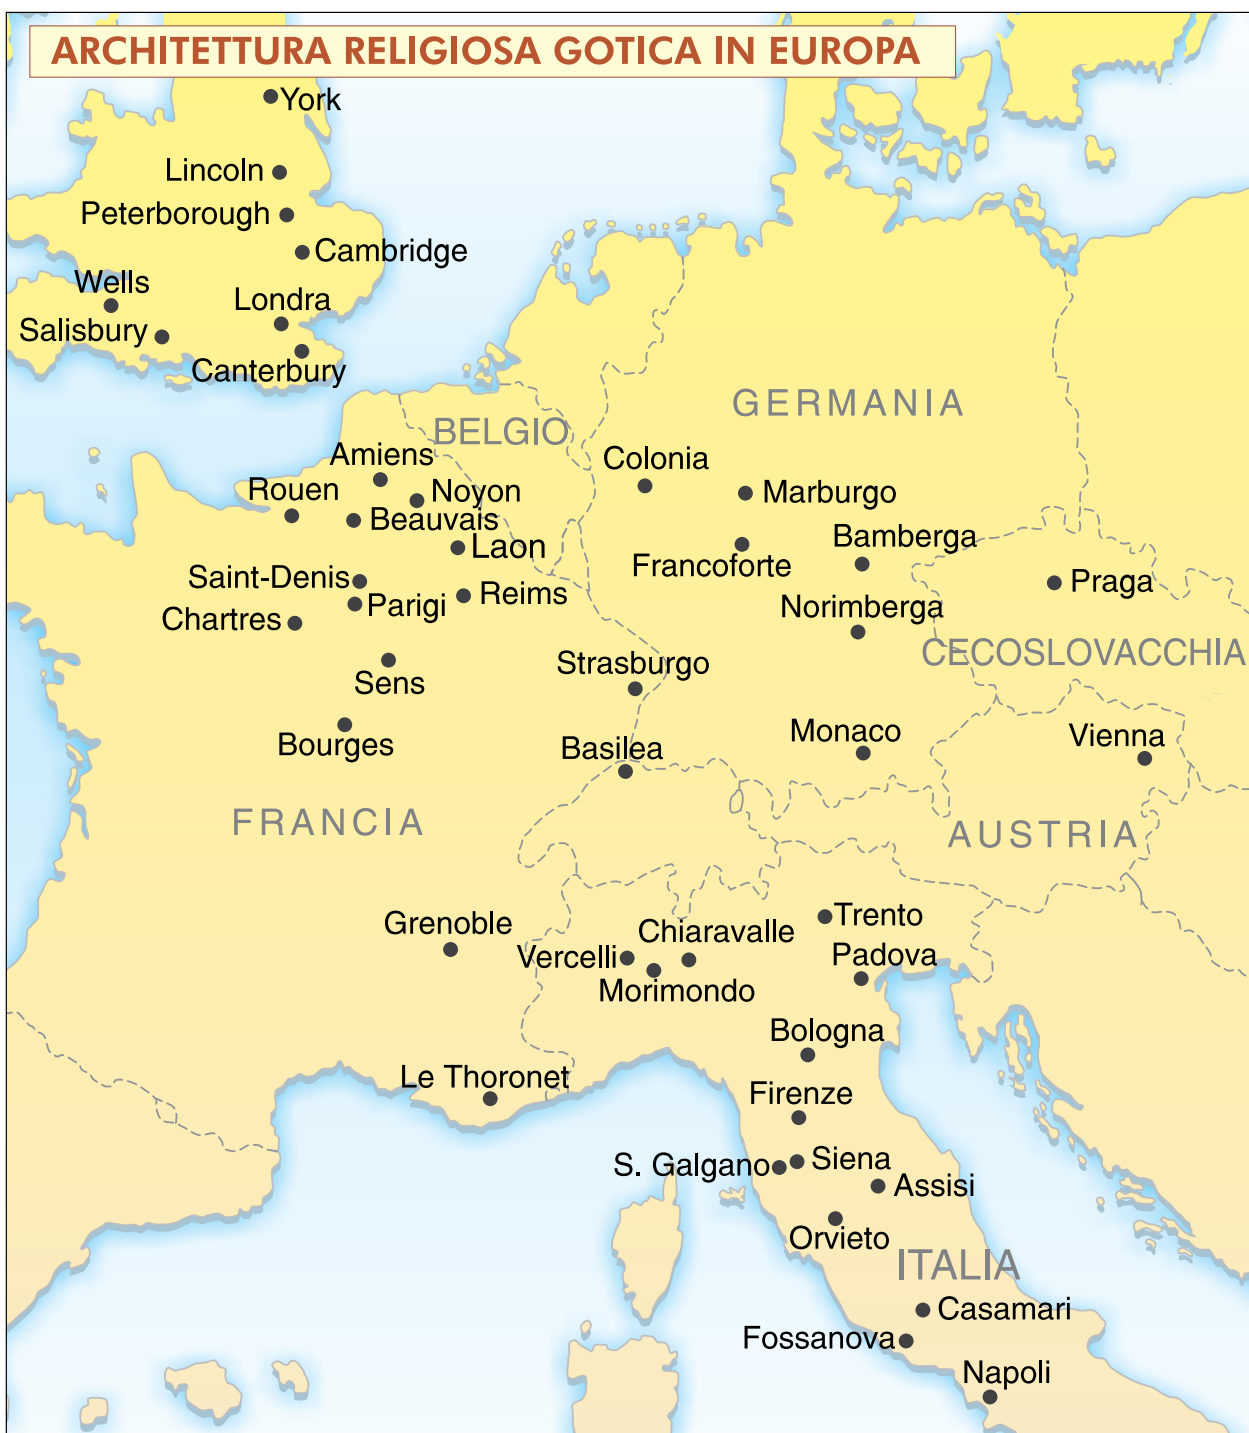 ARCHITETTURA RELIGIOSA GOTICA IN EUROPA
York
Lincoln
Peterborough
Cambridge
Wells
Londra
Salisbury
Canterbury
GERMANIA
BELGIO
Amiens
Colonia
Rouen
Noyon
Marburgo
Beauvais
Bamberga
Laon
Francoforte
Saint-Denis
Praga
Reims
Parigi
Norimberga
Chartres
CECOSLOVACCHIA
Strasburgo
Sens
Monaco
Vienna
Bourges
Basilea
FRANCIA
AUSTRIA
Trento
Grenoble
Chiaravalle
Vercelli
Padova
Morimondo
Bologna
Le Thoronet
Firenze
Siena
S. Galgano
Assisi
Orvieto
ITALIA
Casamari
Fossanova
Napoli